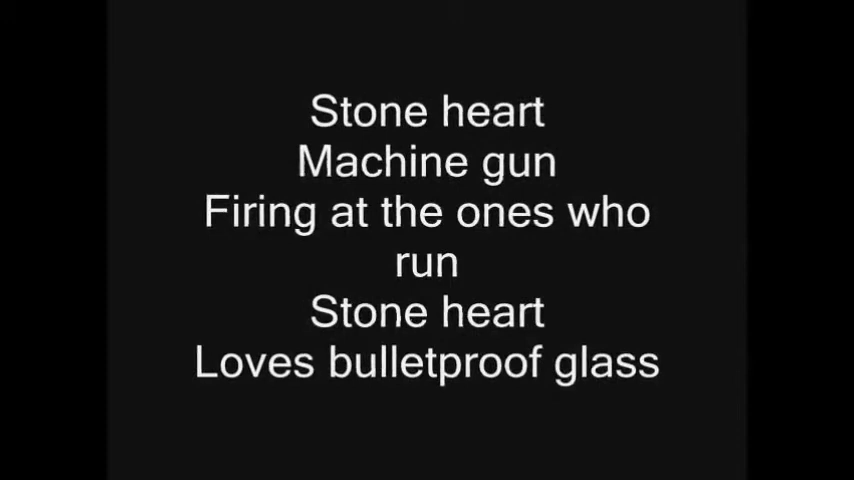 Stone heart
Machine gun
Firing at the ones who
run
Stone heart
Loves bulletproof glass